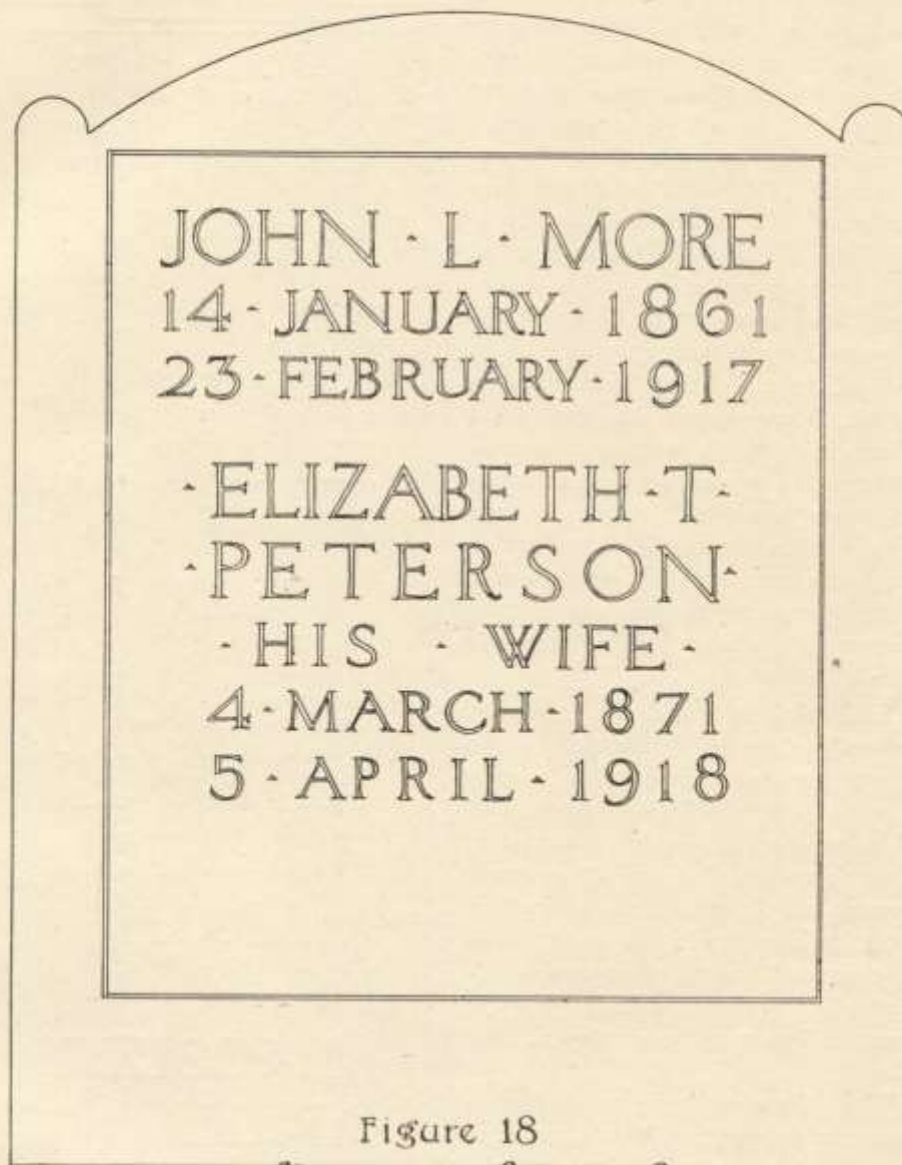 JOHN · L · MORE
14 · JANUARY · 1861
23 · FEBRUARY · 1917
· ELIZABETH · T ·
· PETERSON ·
· HIS · WIFE ·
4 · MARCH · 1871
5 · APRIL · 1918
Figure 18